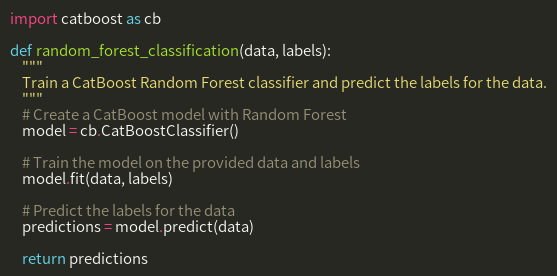 import catboost as cb
def random_forest_classification(data, labels):
"""
Train a CatBoost Random Forest classifier and predict the labels for the data.
"""
# Create a CatBoost model with Random Forest
model = cb.CatBoostClassifier()
# Train the model on the provided data and labels
model.fit(data, labels)
# Predict the labels for the data
predictions = model.predict(data)
return predictions